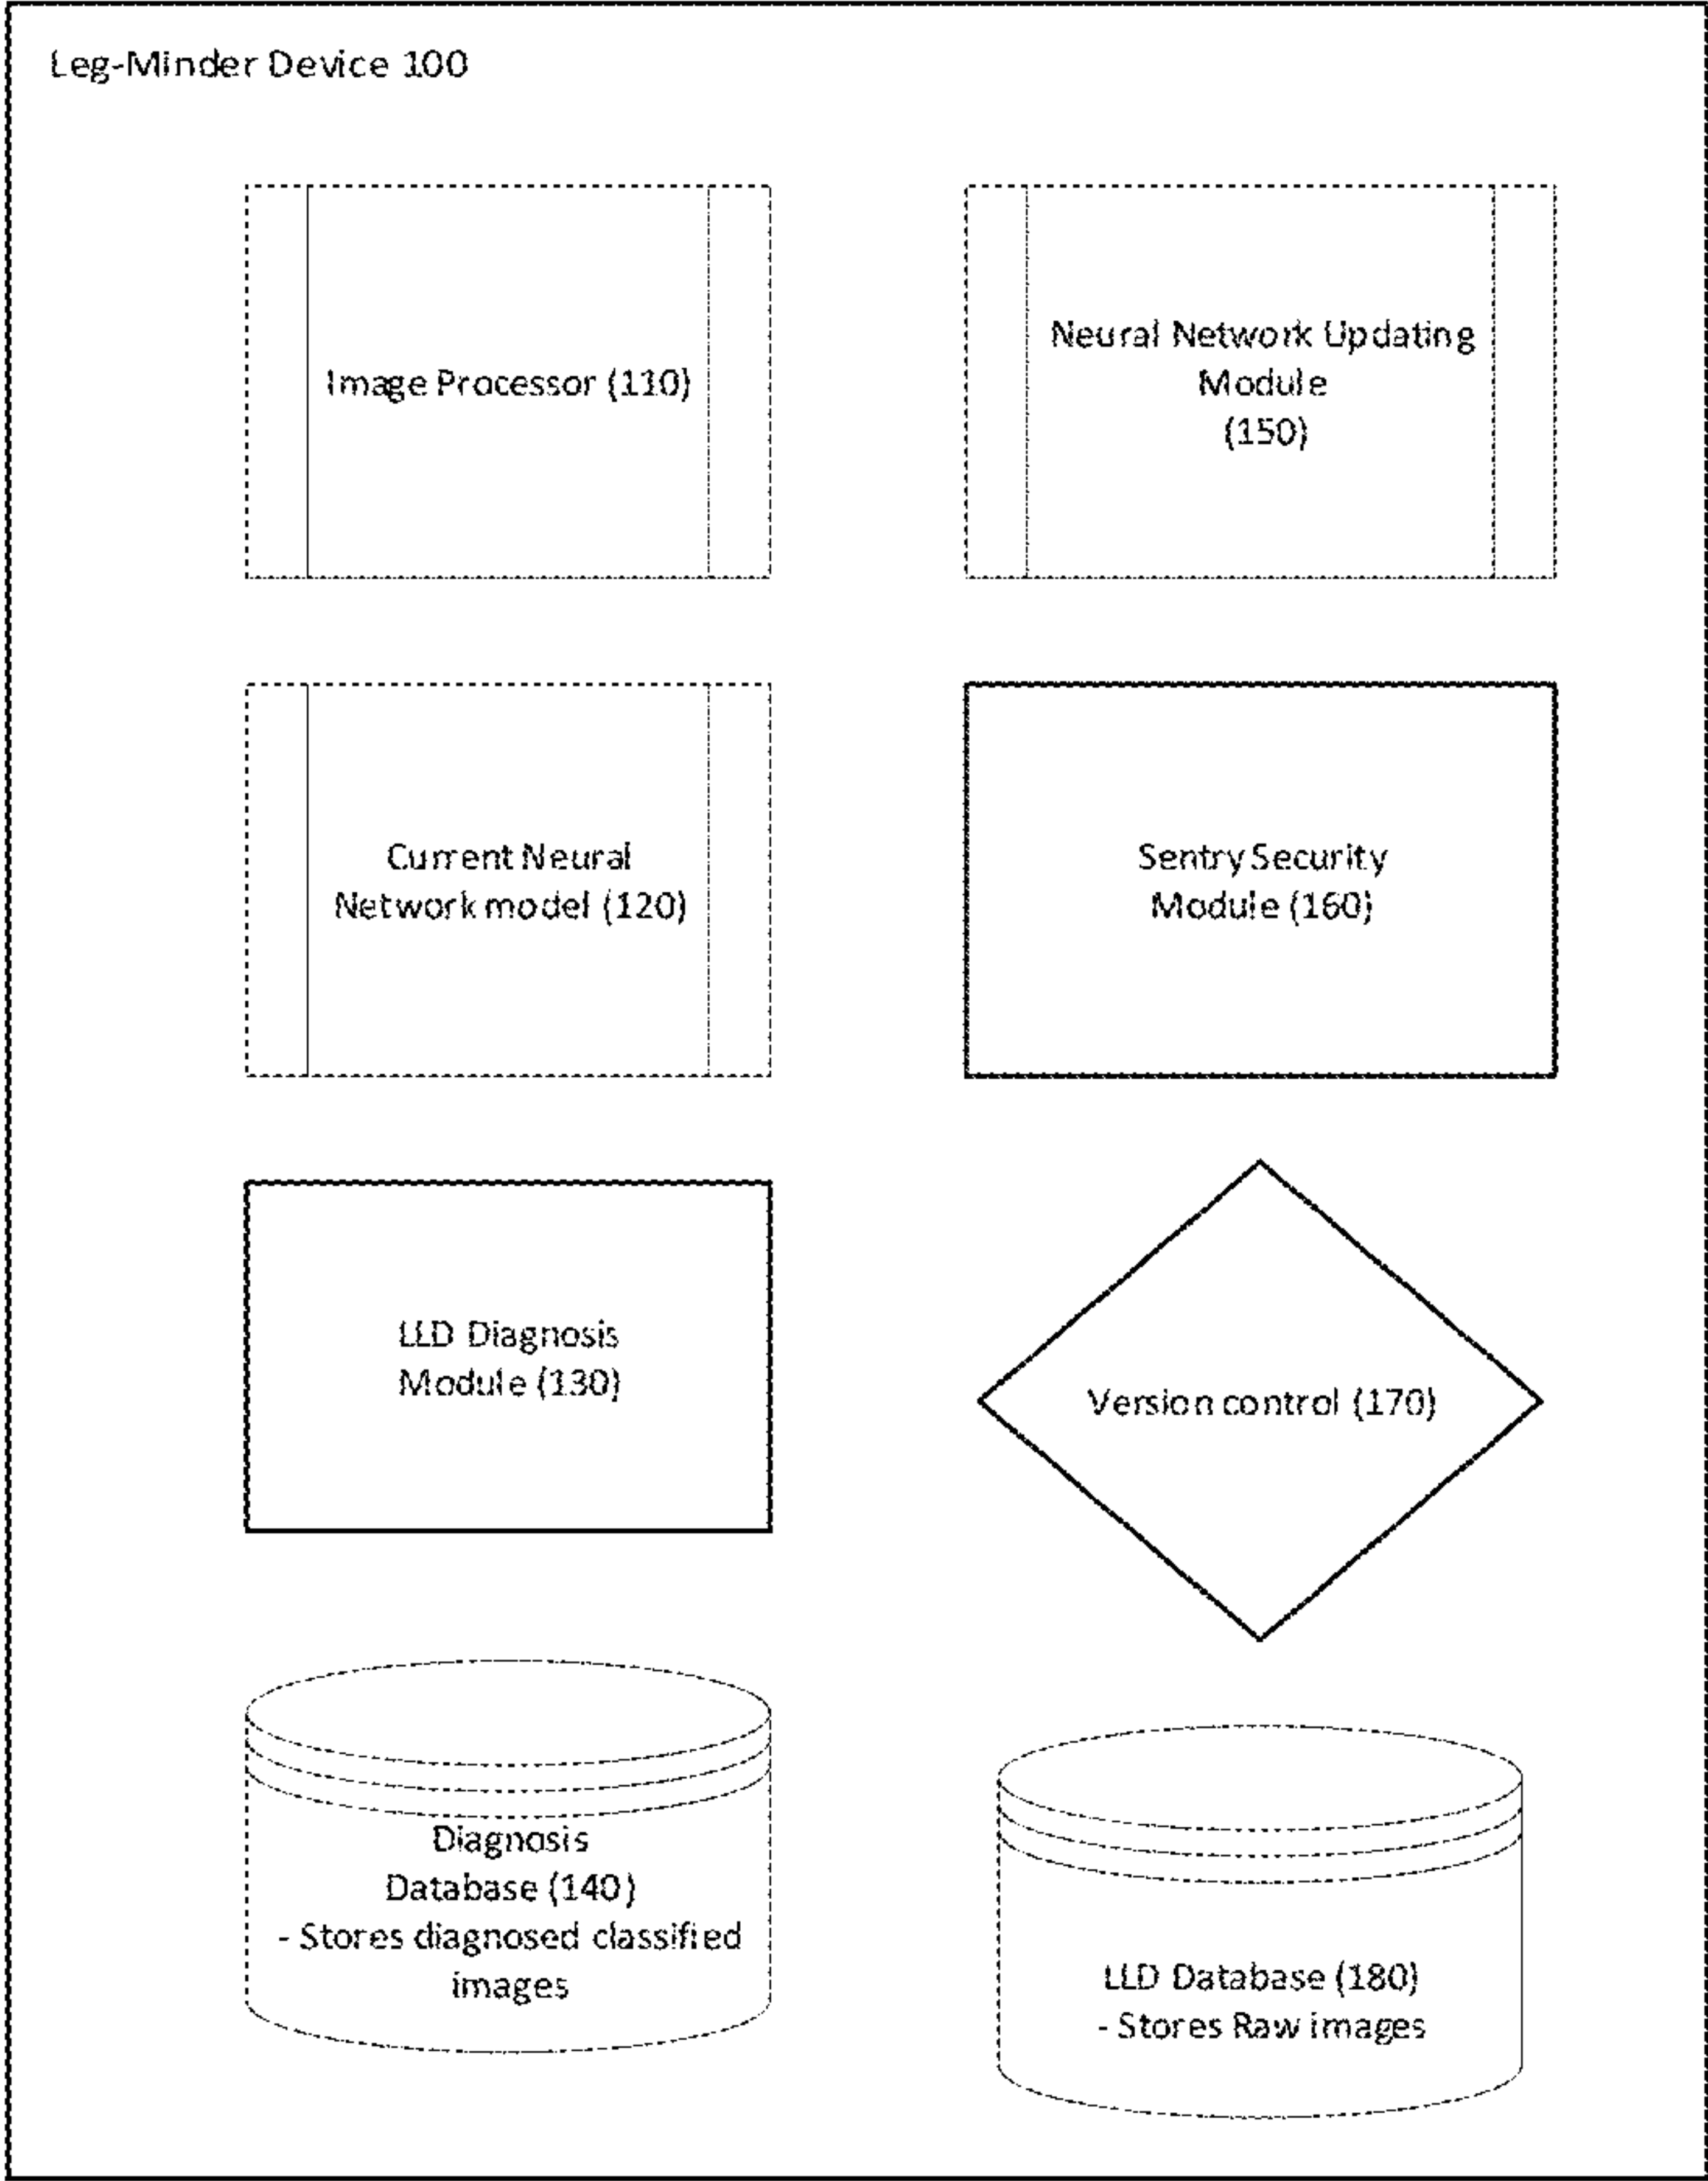 Leg-Minder Device 100
Image Processor (110)
Neural Network Updating
Module
(150)
Current Neural
Network model (120)
Sentry Security
Module (160)
LLD Diagnosis
Module (130)
Version control (170)
Diagnosis
Database (140)
- Stores diagnosed classified
images
LLD Database (180)
- Stores Raw images